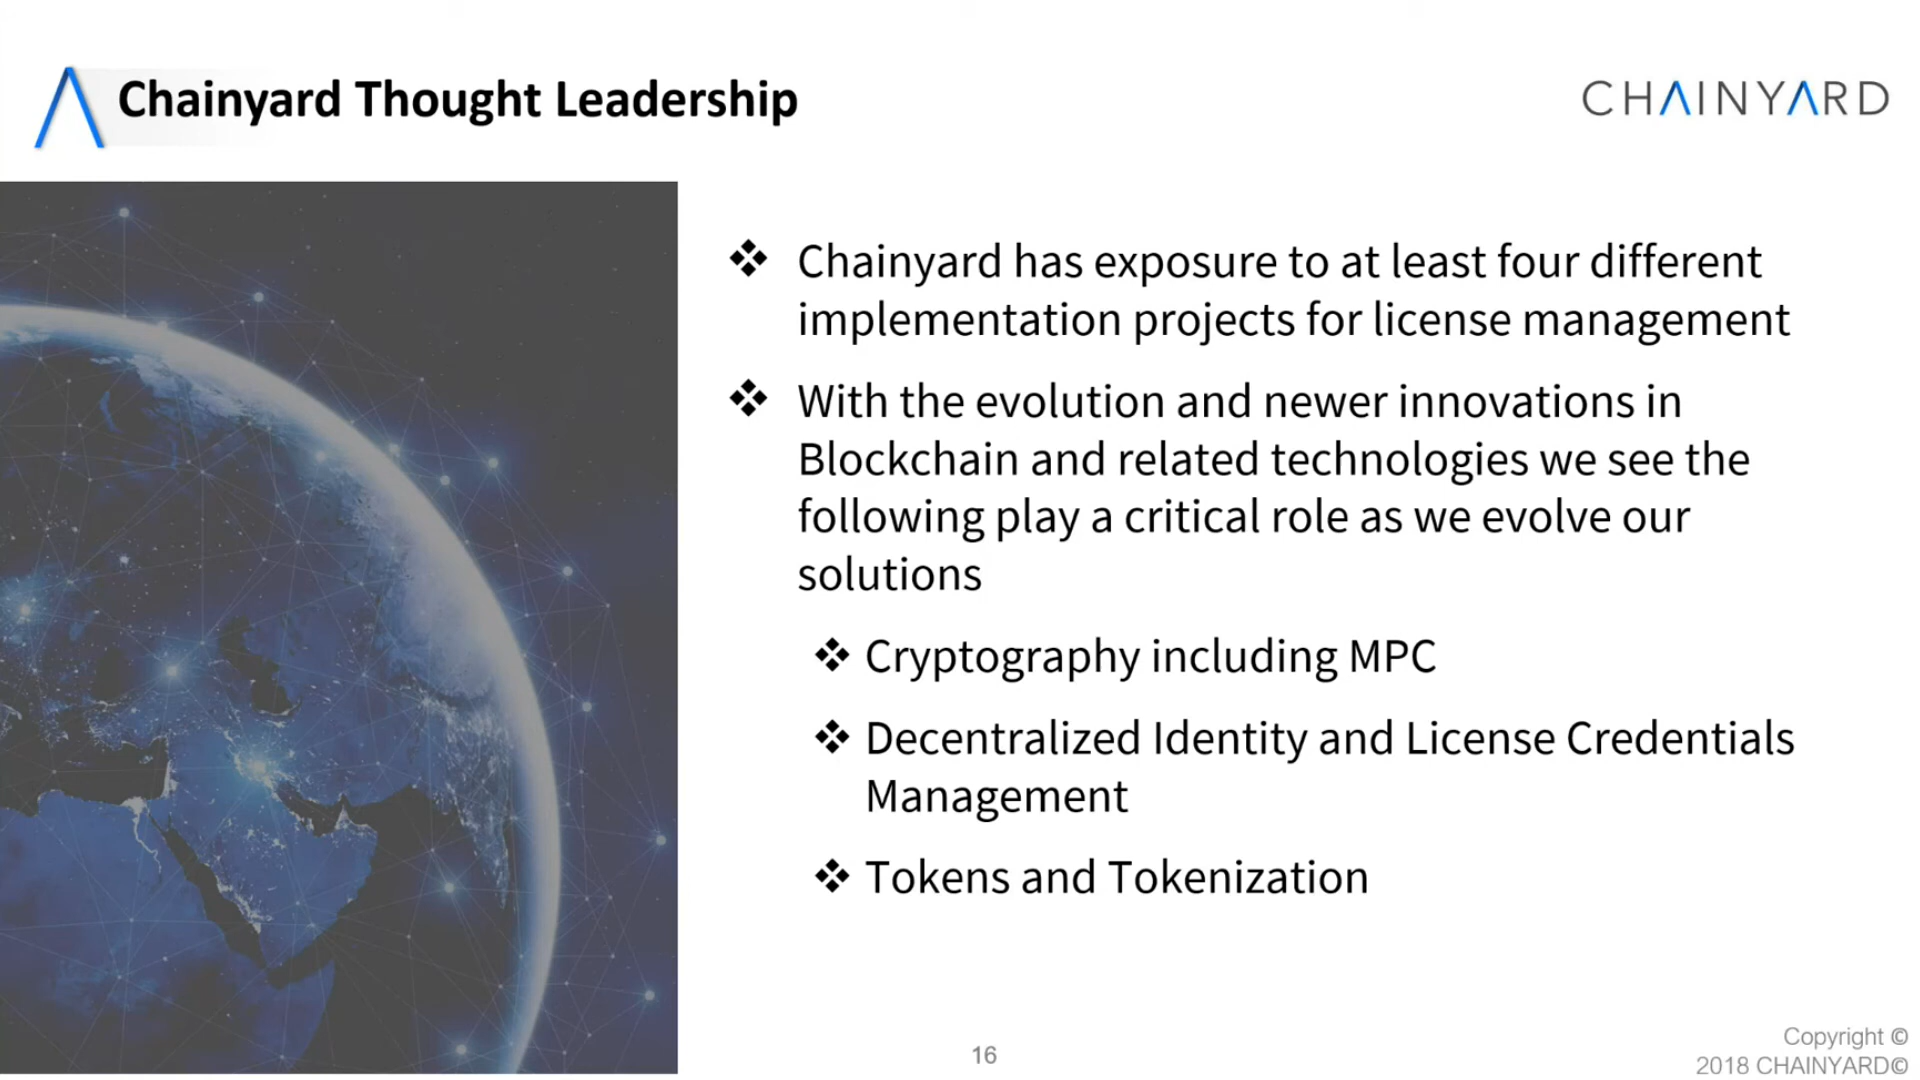 Chainyard Thought Leadership
CHAINYARD
❖ Chainyard has exposure to at least four different
implementation projects for license management
❖ With the evolution and newer innovations in
Blockchain and related technologies we see the
following play a critical role as we evolve our
solutions
❖ Cryptography including MPC
❖ Decentralized Identity and License Credentials
Management
❖ Tokens and Tokenization
16
Copyright ©
2018 CHAINYARD©